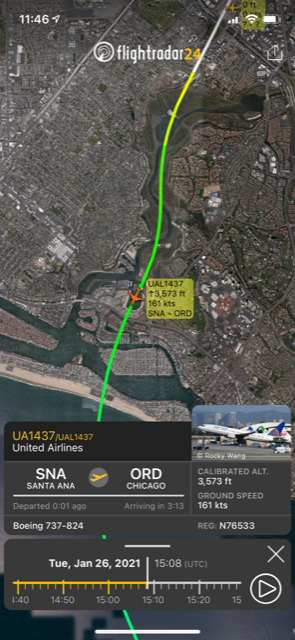 11:46
0 ft
flightradar24
UAL1437
↑3,573 ft
161 kts
SNA ~ ORD
UA1437/UAL1437
United Airlines
© Rocky Wang
SNA
SANTA ANA
ORD
CHICAGO
CALIBRATED ALT.
3,573 ft
GROUND SPEED
161 kts
Departed 0:01 ago
Arriving in 3:13
Boeing 737-824
REG: N76533
Tue, Jan 26, 2021
15:08 (UTC)
:40
14:50
15:00
15:10
15:20
15